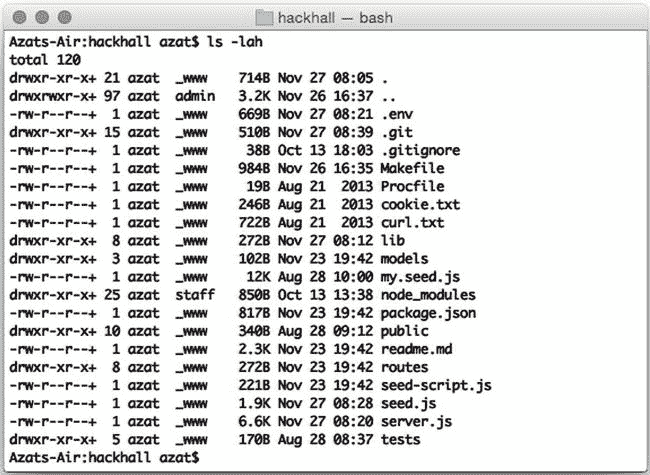 hackhall — bash
Azats-Air:hackhall azat$ ls -lah
total 120
drwxr-xr-x+ 21 azat  _www   714B Nov 27 08:05 .
drwxrwxr-x+ 97 azat  admin  3.2K Nov 26 16:37 ..
-rw-r--r--+  1 azat  _www   669B Nov 27 08:21 .env
drwxr-xr-x+ 15 azat  _www   510B Nov 27 08:39 .git
-rw-r--r--+  1 azat  _www    38B Oct 13 18:03 .gitignore
-rw-r--r--+  1 azat  _www   984B Nov 26 16:35 Makefile
-rw-r--r--+  1 azat  _www    19B Aug 21  2013 Procfile
-rw-r--r--+  1 azat  _www   246B Aug 21  2013 cookie.txt
-rw-r--r--+  1 azat  _www   722B Aug 21  2013 curl.txt
drwxr-xr-x+  8 azat  _www   272B Nov 27 08:12 lib
drwxr-xr-x+  3 azat  _www   102B Nov 23 19:42 models
-rw-r--r--+  1 azat  _www    12K Aug 28 10:00 my.seed.js
drwxr-xr-x+ 25 azat  staff  850B Oct 13 13:38 node_modules
-rw-r--r--+  1 azat  _www   817B Nov 23 19:42 package.json
drwxr-xr-x+ 10 azat  _www   340B Aug 28 09:12 public
-rw-r--r--+  1 azat  _www   2.3K Nov 23 19:42 readme.md
drwxr-xr-x+  8 azat  _www   272B Nov 23 19:42 routes
-rw-r--r--+  1 azat  _www   221B Nov 23 19:42 seed-script.js
-rw-r--r--+  1 azat  _www   1.9K Nov 27 08:28 seed.js
-rw-r--r--+  1 azat  _www   6.6K Nov 27 08:20 server.js
drwxr-xr-x+  5 azat  _www   170B Aug 28 08:37 tests
Azats-Air:hackhall azat$